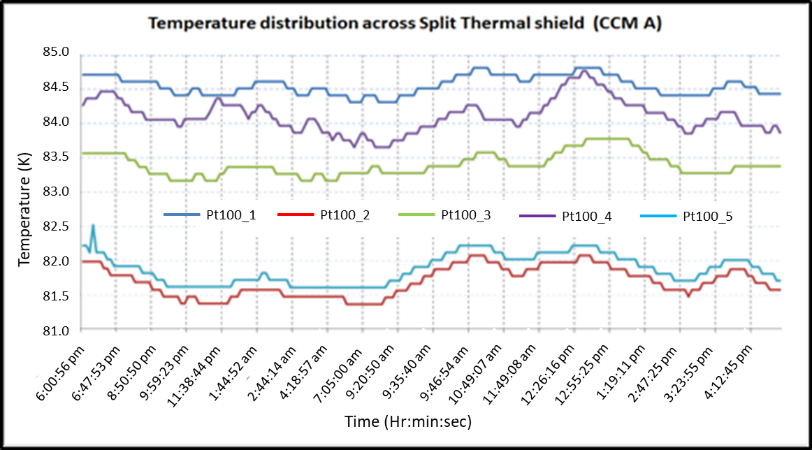 Temperature distribution across Split Thermal shield (CCM A)
85.0
84.5
84.0
83.5
83.0
82.5
82.0
81.5
81.0
Temperature (K)
Pt100_1 Pt100_2 Pt100_3 Pt100_4 Pt100_5
6:00:56 pm
6:47:53 pm
8:50:50 pm
9:59:23 pm
11:38:44 pm
1:44:52 am
2:44:14 am
4:18:57 am
7:05:00 am
9:20:50 am
9:35:40 am
9:46:54 am
10:49:07 am
11:49:08 am
12:26:16 pm
12:55:25 pm
1:19:11 pm
2:47:25 pm
3:23:55 pm
4:12:45 pm
Time (Hr:min:sec)